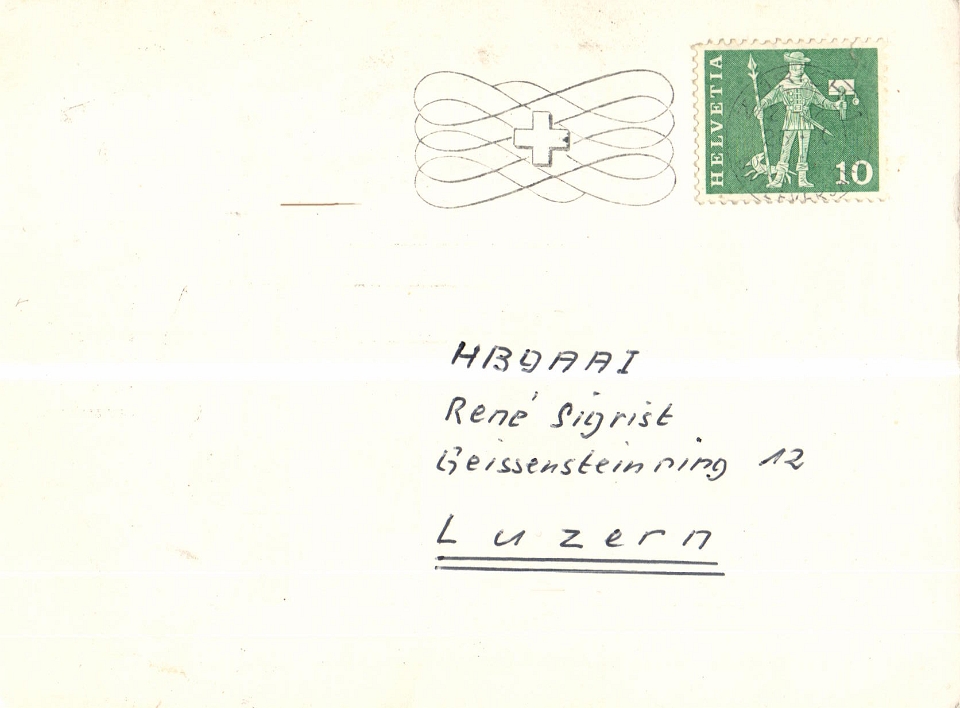 HELVETIA
10
HB9AAI
René Sigrist
Geissensteinring 12
Luzern